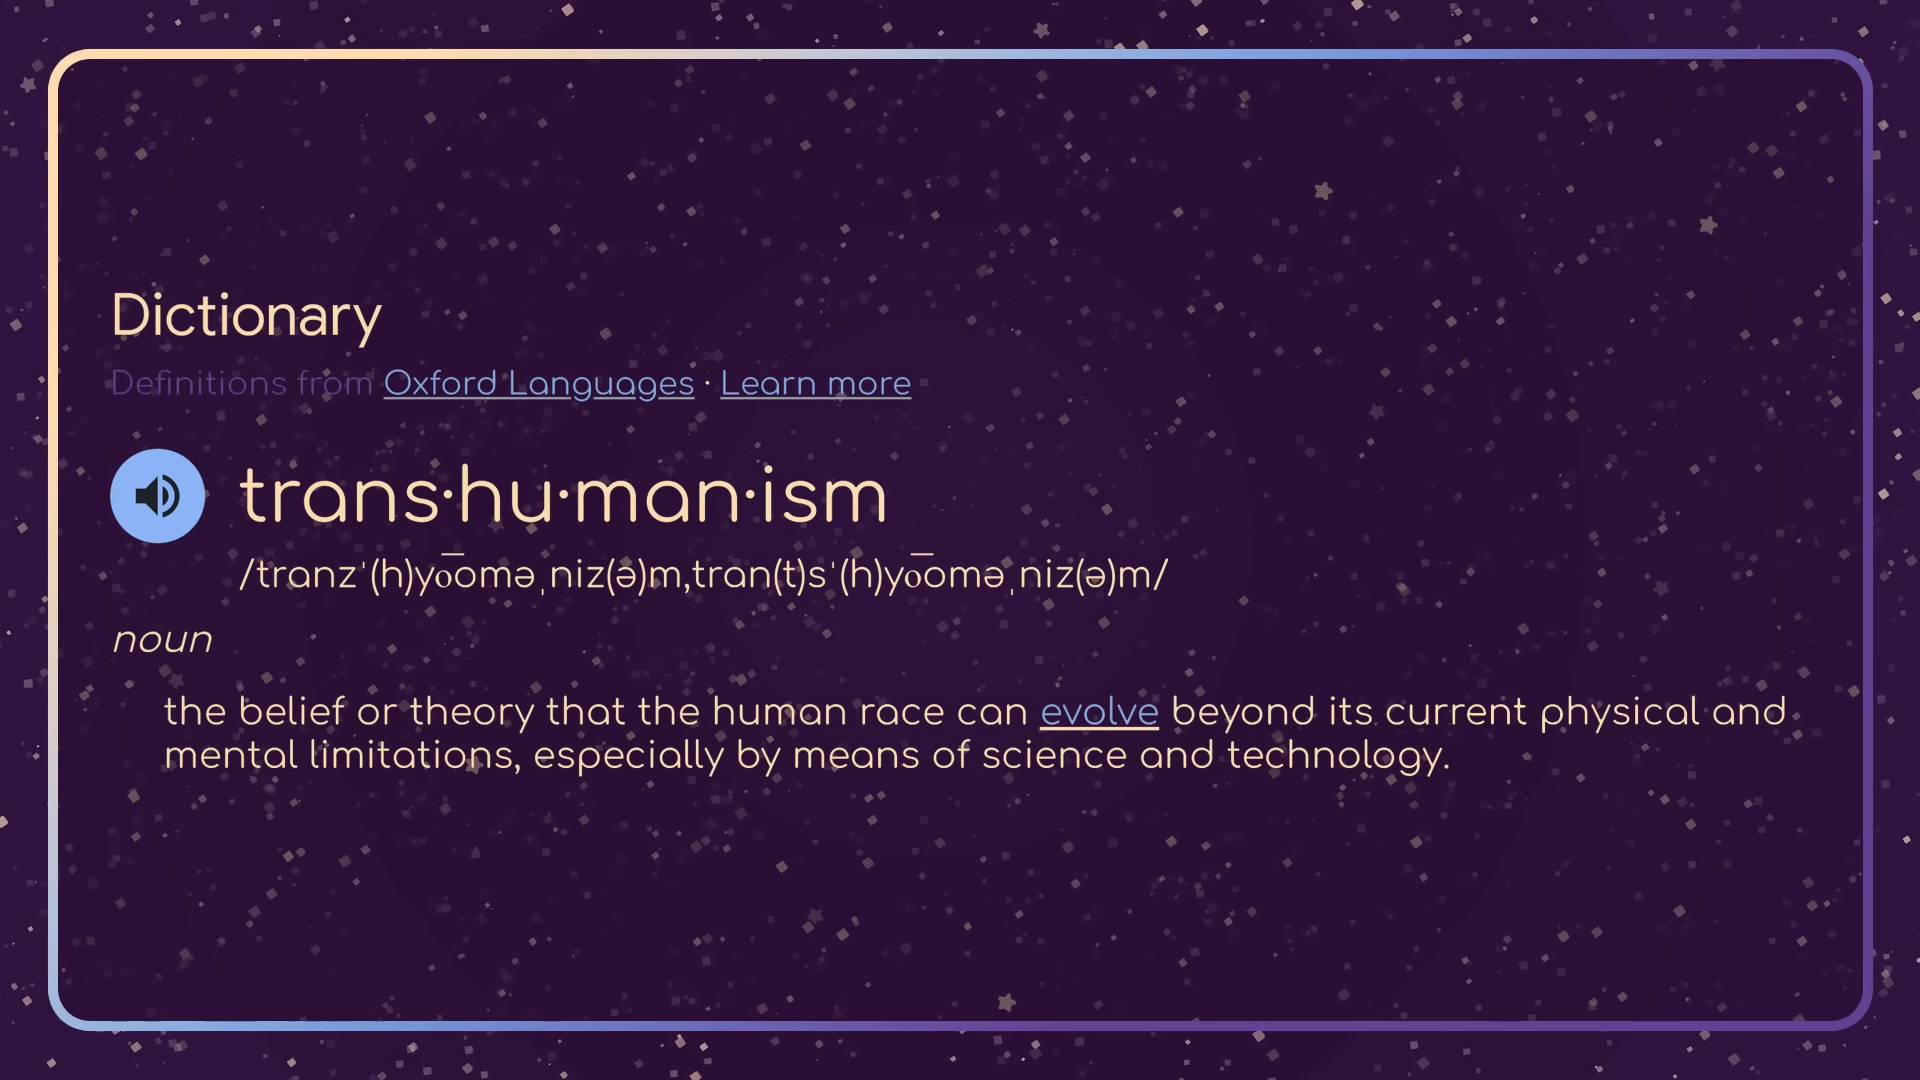 Dictionary
Definitions from Oxford Languages · Learn more
trans·hu·man·ism
/tranzˈ(h)yo͞oməˌniz(ə)m,tran(t)sˈ(h)yo͞oməˌniz(ə)m/
noun
the belief or theory that the human race can evolve beyond its current physical and
mental limitations, especially by means of science and technology.